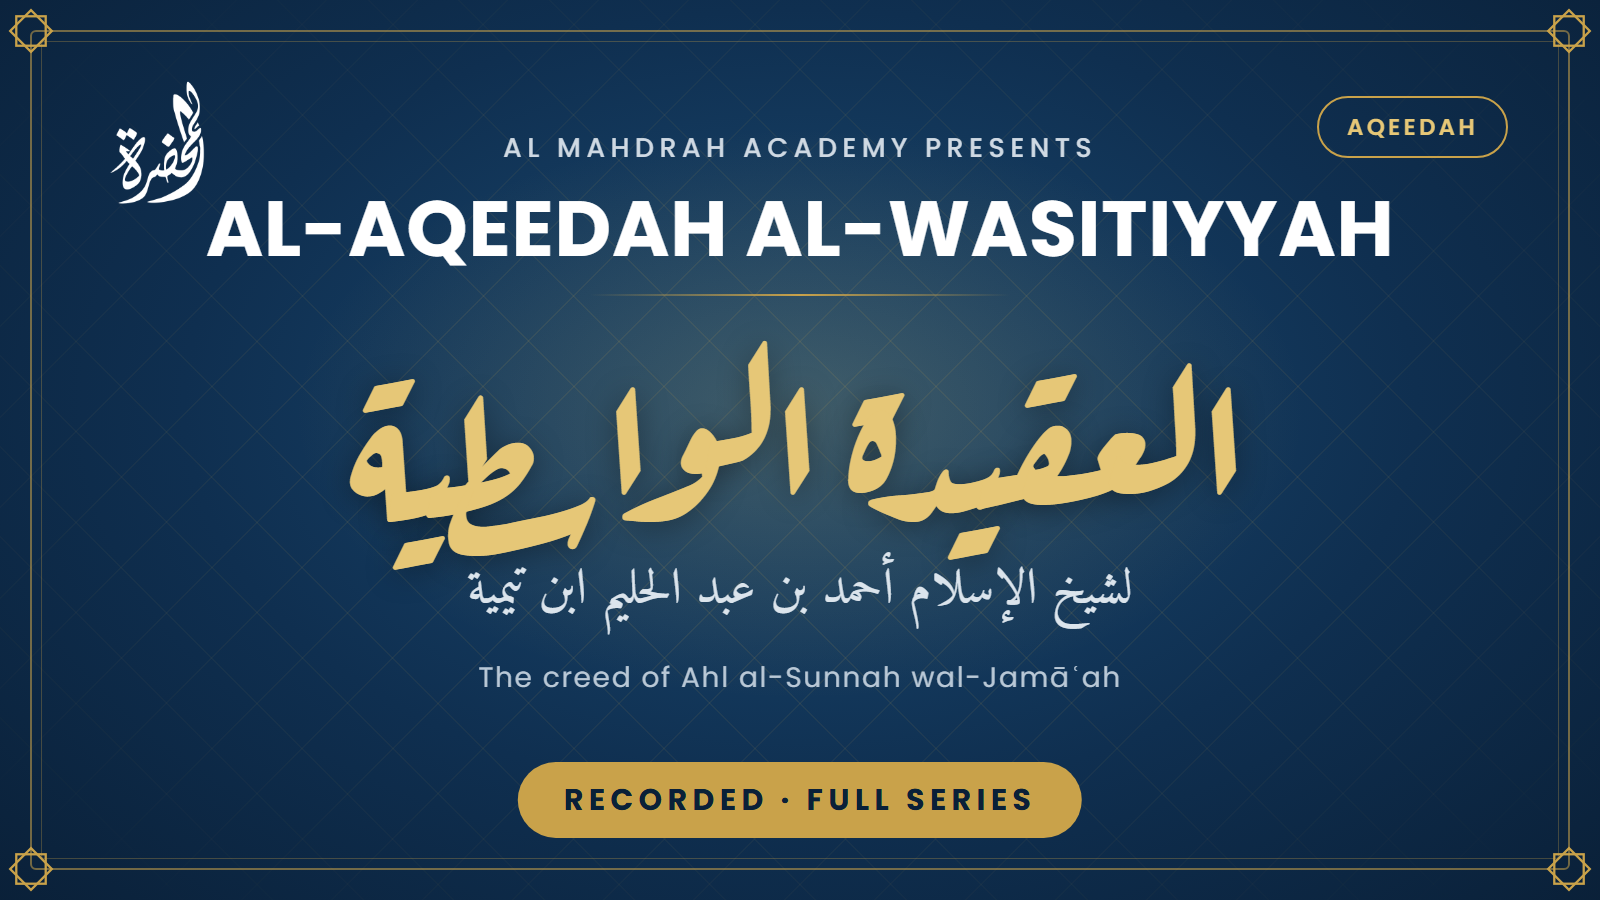 المحضرة
AQEEDAH
AL MAHDRAH ACADEMY PRESENTS
AL-AQEEDAH AL-WASITIYYAH
العقيدة الواسطية
لشيخ الإسلام أحمد بن عبد الحليم ابن تيمية
The creed of Ahl al-Sunnah wal-Jamāʿah
RECORDED · FULL SERIES